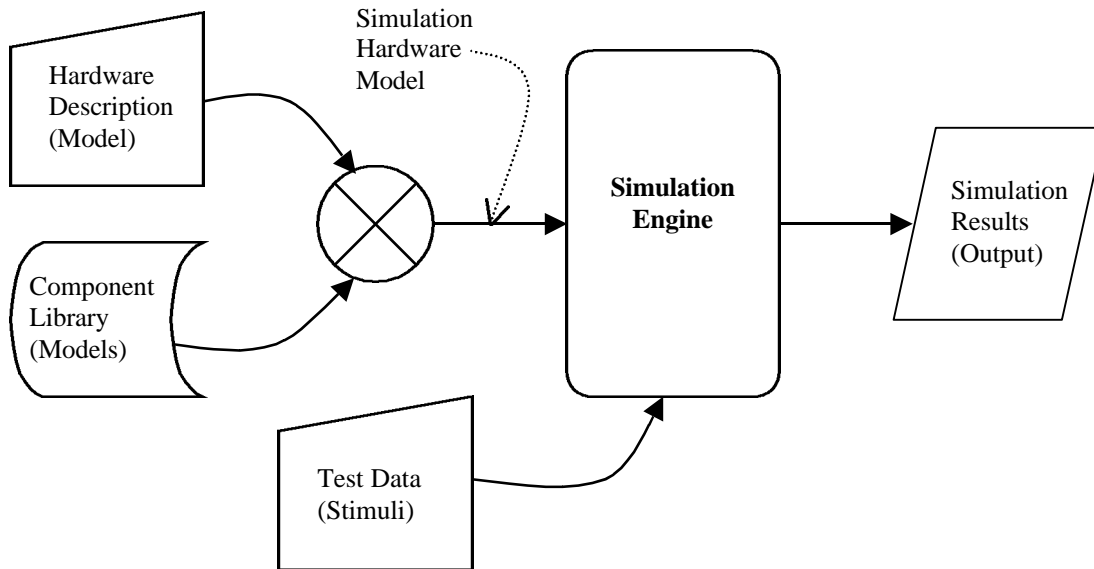 Simulation
Hardware
Model
Hardware
Description
(Model)
Simulation
Engine
Simulation
Results
(Output)
Component
Library
(Models)
Test Data
(Stimuli)